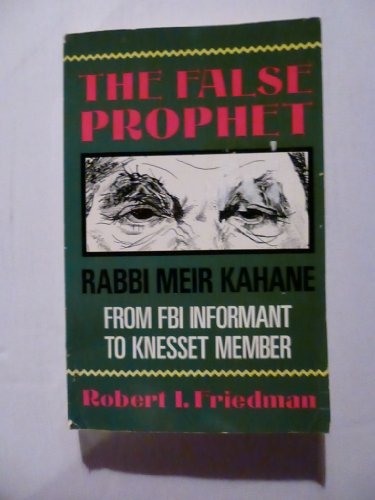 THE FALSE
PROPHET
RABBI MEIR KAHANE
FROM FBI INFORMANT
TO KNESSET MEMBER
Robert I. Friedman